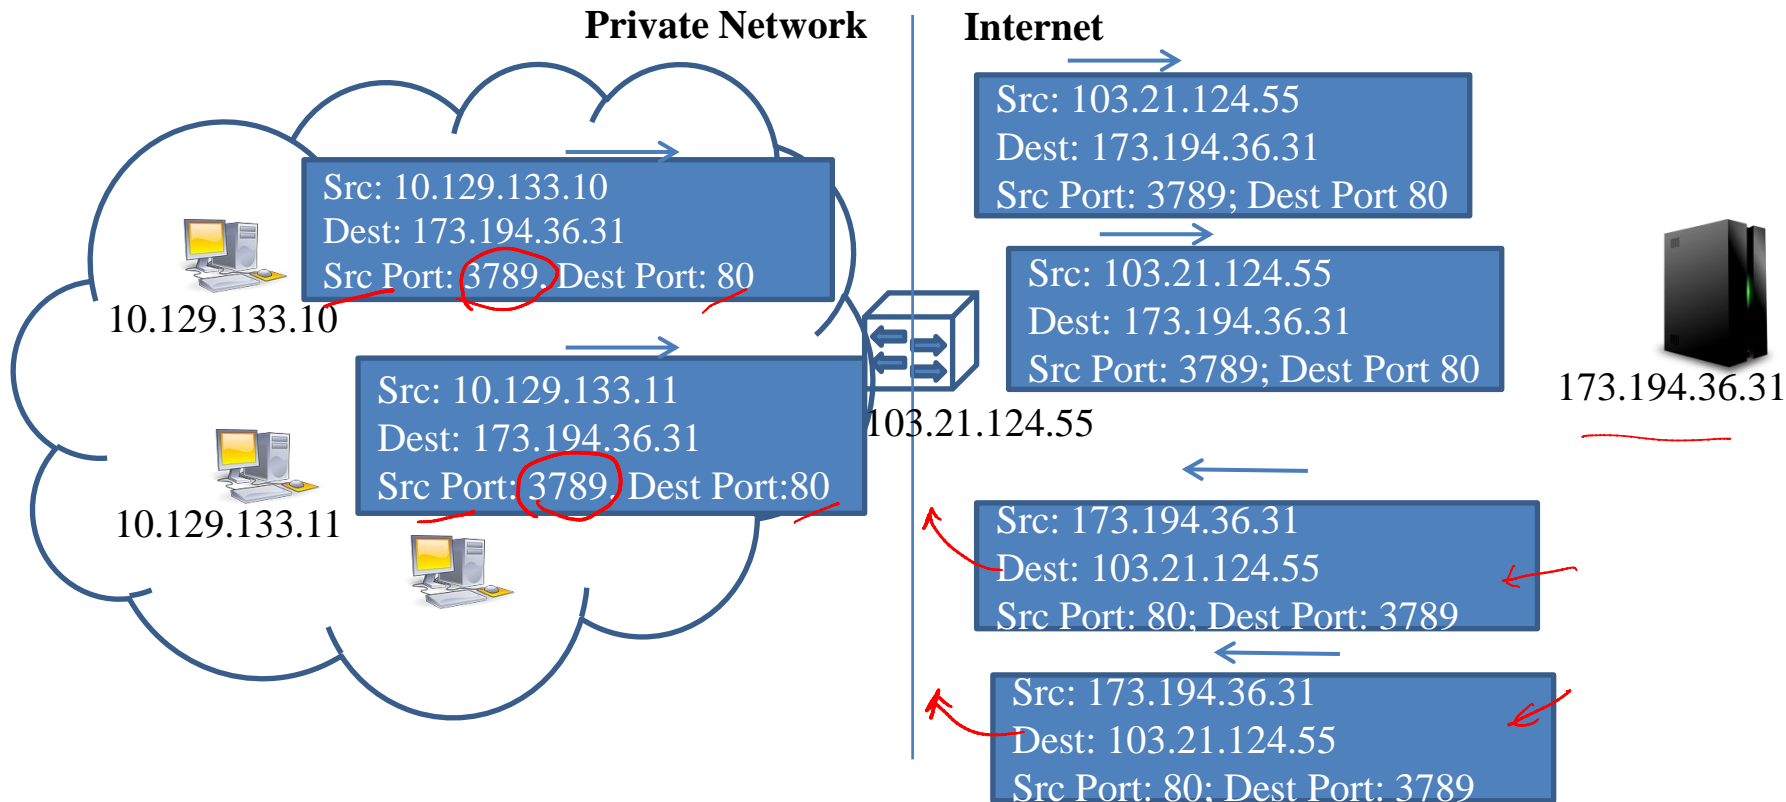 Private Network
Internet
Src: 103.21.124.55
Dest: 173.194.36.31
Src Port: 3789; Dest Port 80
Src: 10.129.133.10
Dest: 173.194.36.31
Src Port: 3789. Dest Port: 80
10.129.133.10
Src: 103.21.124.55
Dest: 173.194.36.31
Src Port: 3789; Dest Port 80
173.194.36.31
Src: 10.129.133.11
Dest: 173.194.36.31
Src Port: 3789. Dest Port:80
10.129.133.11
103.21.124.55
Src: 173.194.36.31
Dest: 103.21.124.55
Src Port: 80; Dest Port: 3789
Src: 173.194.36.31
Dest: 103.21.124.55
Src Port: 80; Dest Port: 3789